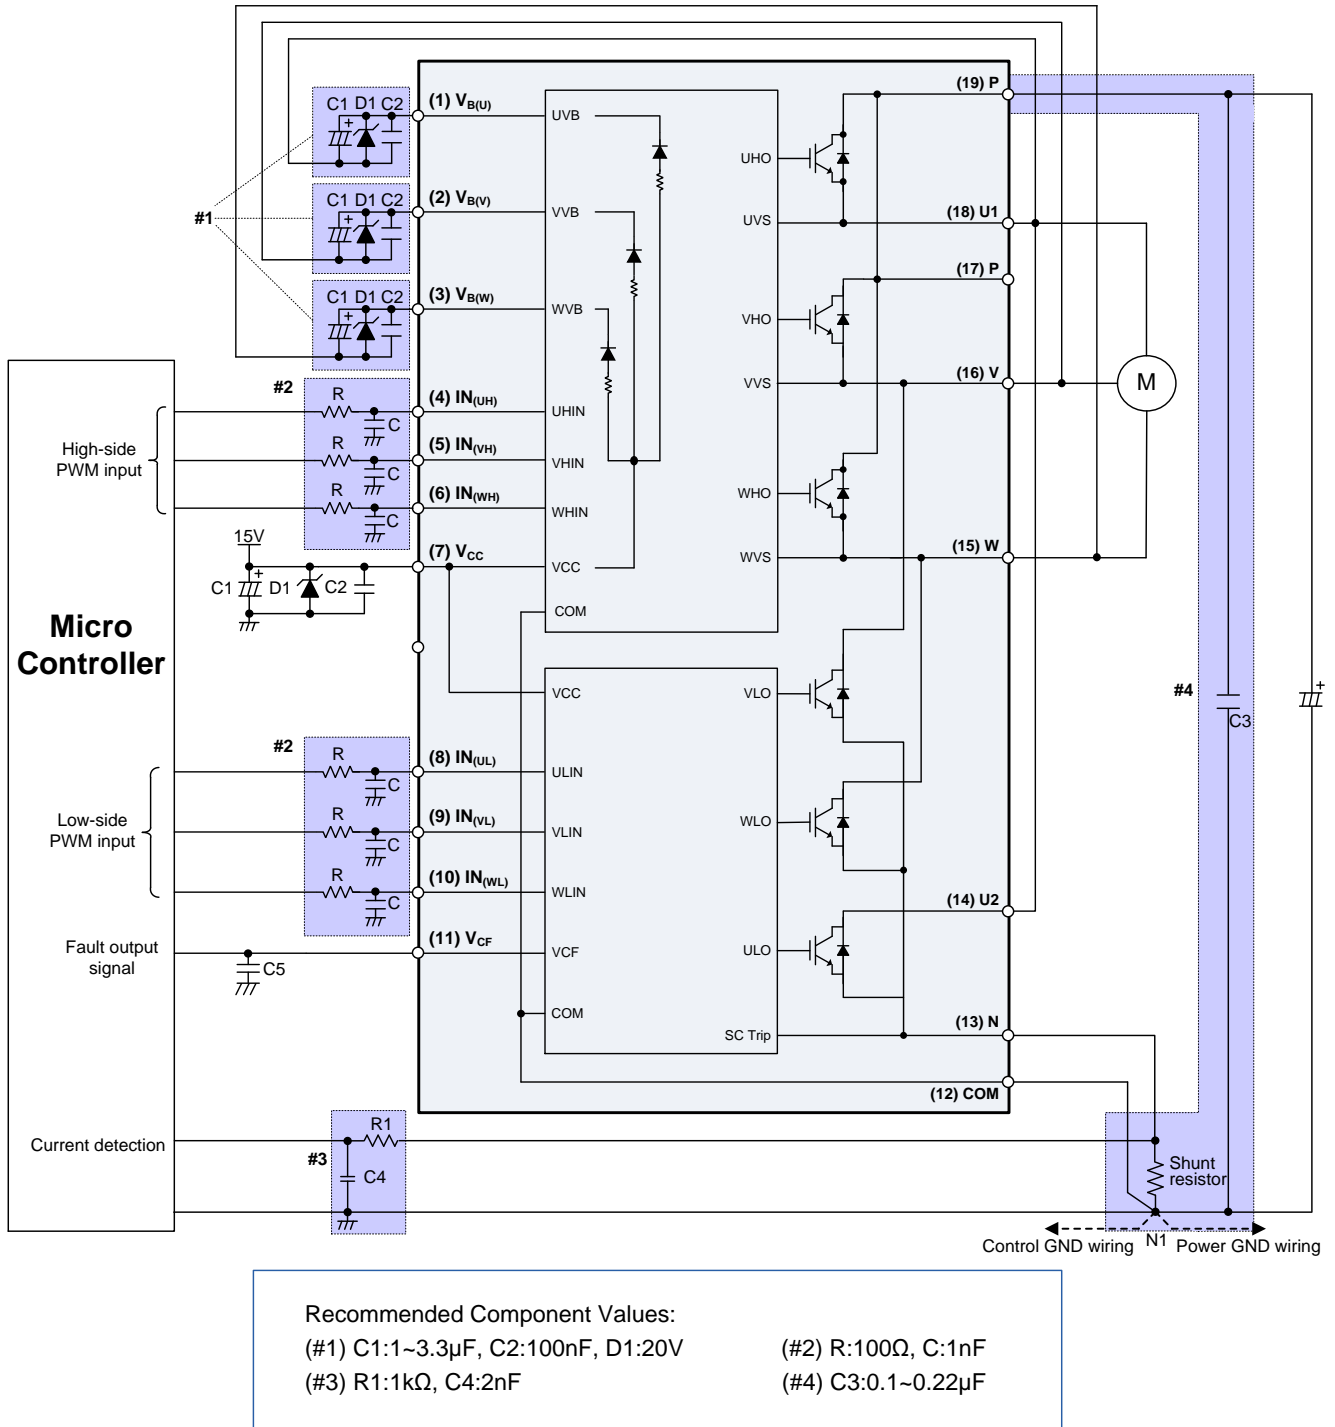 C1 D1 C2
+
(1) VB(U)
UVB
(19) P
UHO
C1 D1 C2
+
#1
(2) VB(V)
VVB
UVS
(18) U1
(17) P
C1 D1 C2
+
(3) VB(W)
WVB
VHO
#2
VVS
(16) V
M
R
C
(4) IN(UH)
UHIN
High-side
PWM input
R
C
(5) IN(VH)
VHIN
R
C
(6) IN(WH)
WHIN
WHO
15V
(7) VCC
VCC
WVS
(15) W
C1
+
D1
C2
COM
Micro
Controller
VCC
VLO
#4
C3
+
#2
R
C
(8) IN(UL)
ULIN
Low-side
PWM input
R
C
(9) IN(VL)
VLIN
WLO
R
C
(10) IN(WL)
WLIN
(14) U2
Fault output
signal
C5
(11) VCF
VCF
ULO
COM
SC Trip
(13) N
(12) COM
Current detection
R1
#3
C4
Shunt
resistor
Control GND wiring
N1
Power GND wiring
Recommended Component Values:
(#1) C1:1~3.3µF, C2:100nF, D1:20V
(#2) R:100Ω, C:1nF
(#3) R1:1kΩ, C4:2nF
(#4) C3:0.1~0.22µF